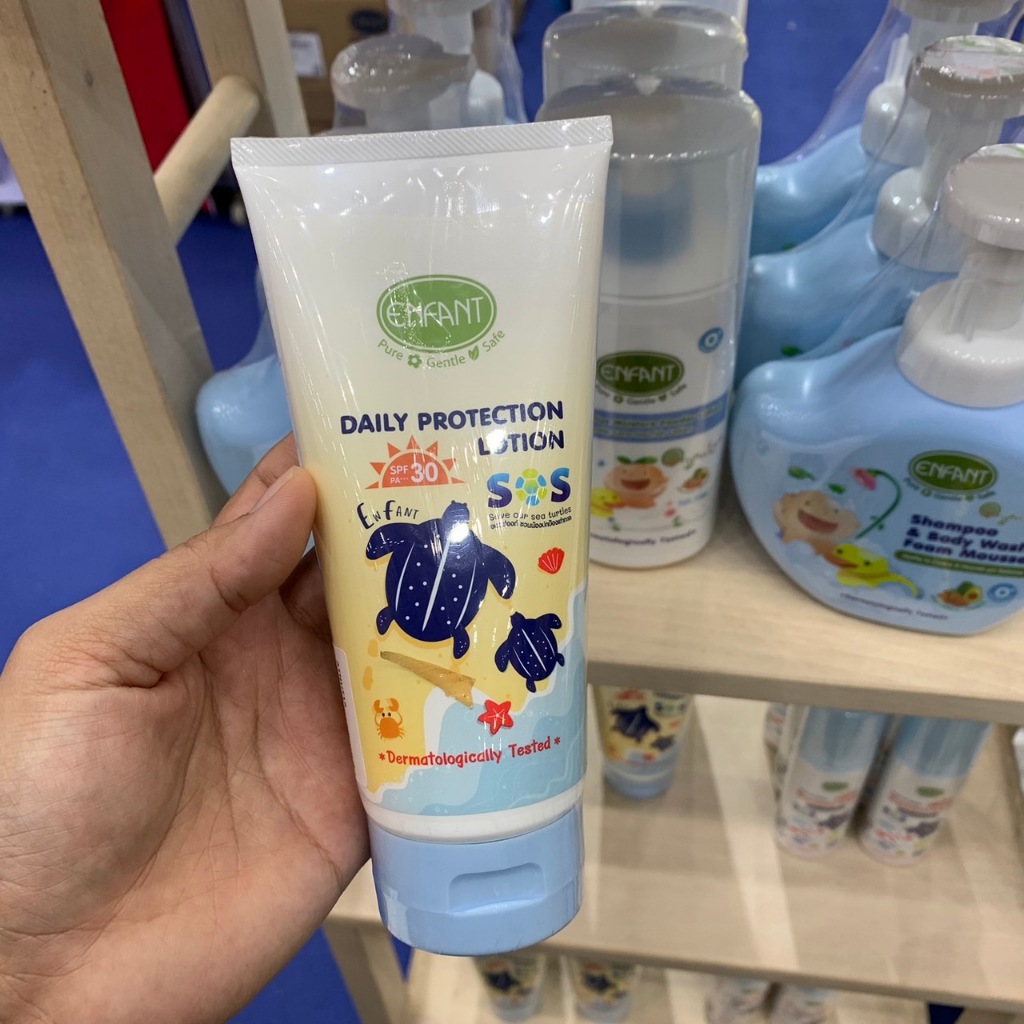 ENFANT
Pure Gentle Safe
DAILY PROTECTION
LOTION
SPF
PA+++ 30
SOS
Save our sea turtles
ENFANT
*Dermatologically Tested*
ENFANT
Pure Gentle Safe
ENFANT
Pure Gentle Safe
Shampoo
& Body Wash
Foam Mousse